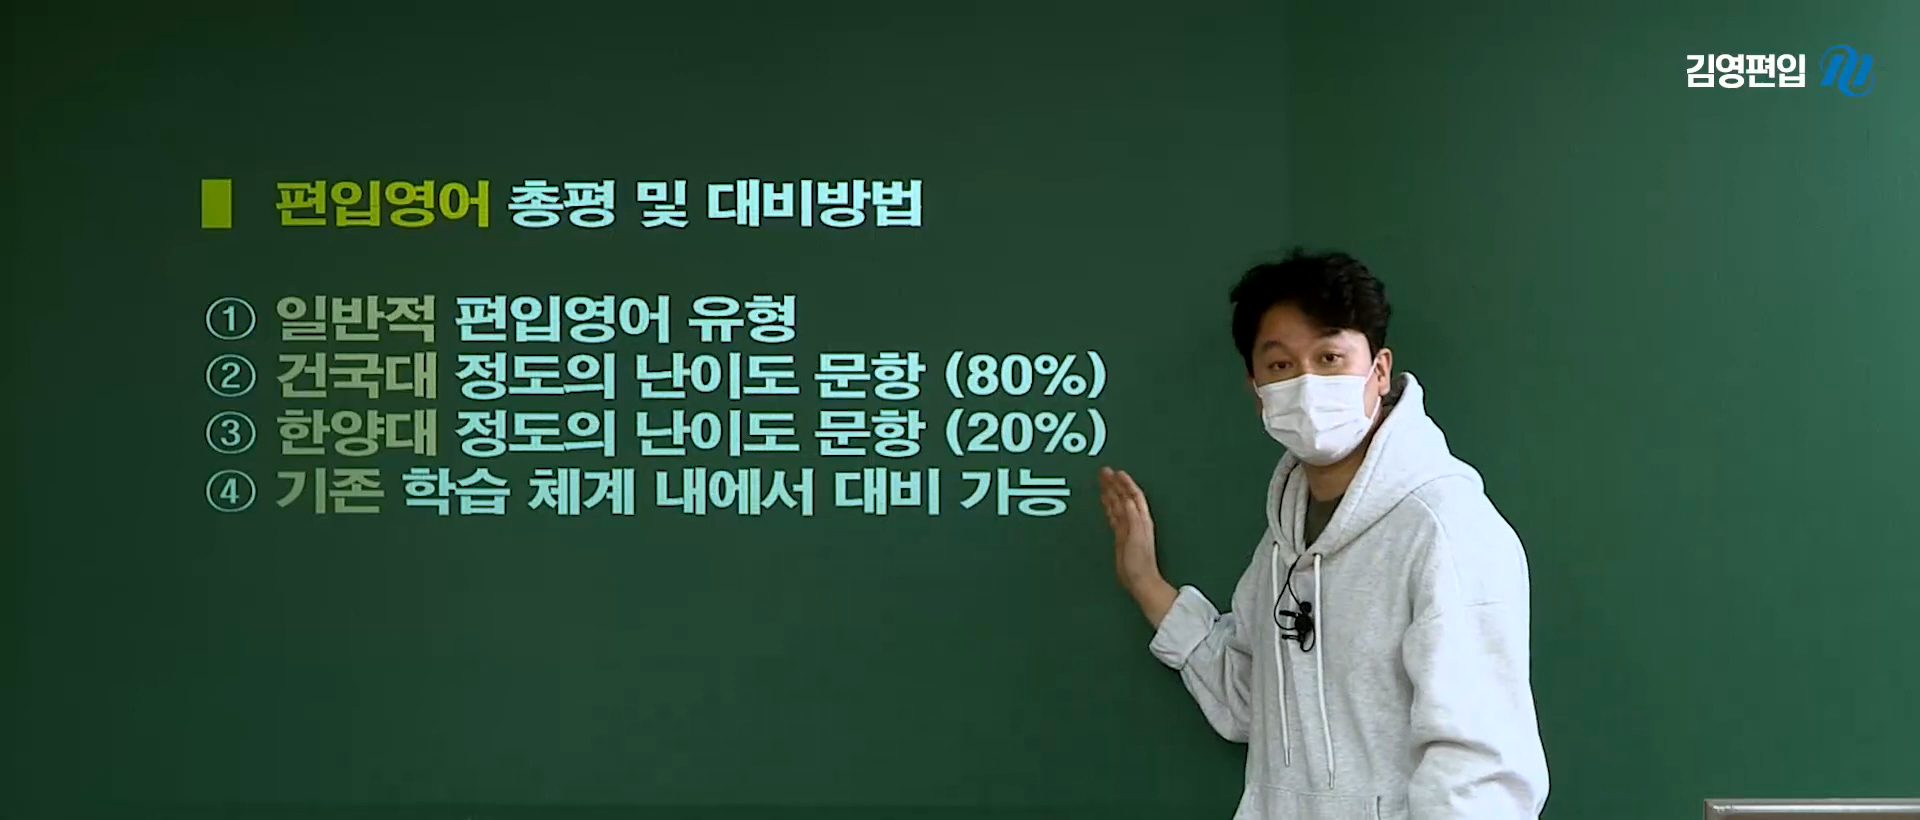 김영편입
편입영어 총평 및 대비방법
① 일반적 편입영어 유형
② 건국대 정도의 난이도 문항 (80%)
③ 한양대 정도의 난이도 문항 (20%)
④ 기존 학습 체계 내에서 대비 가능